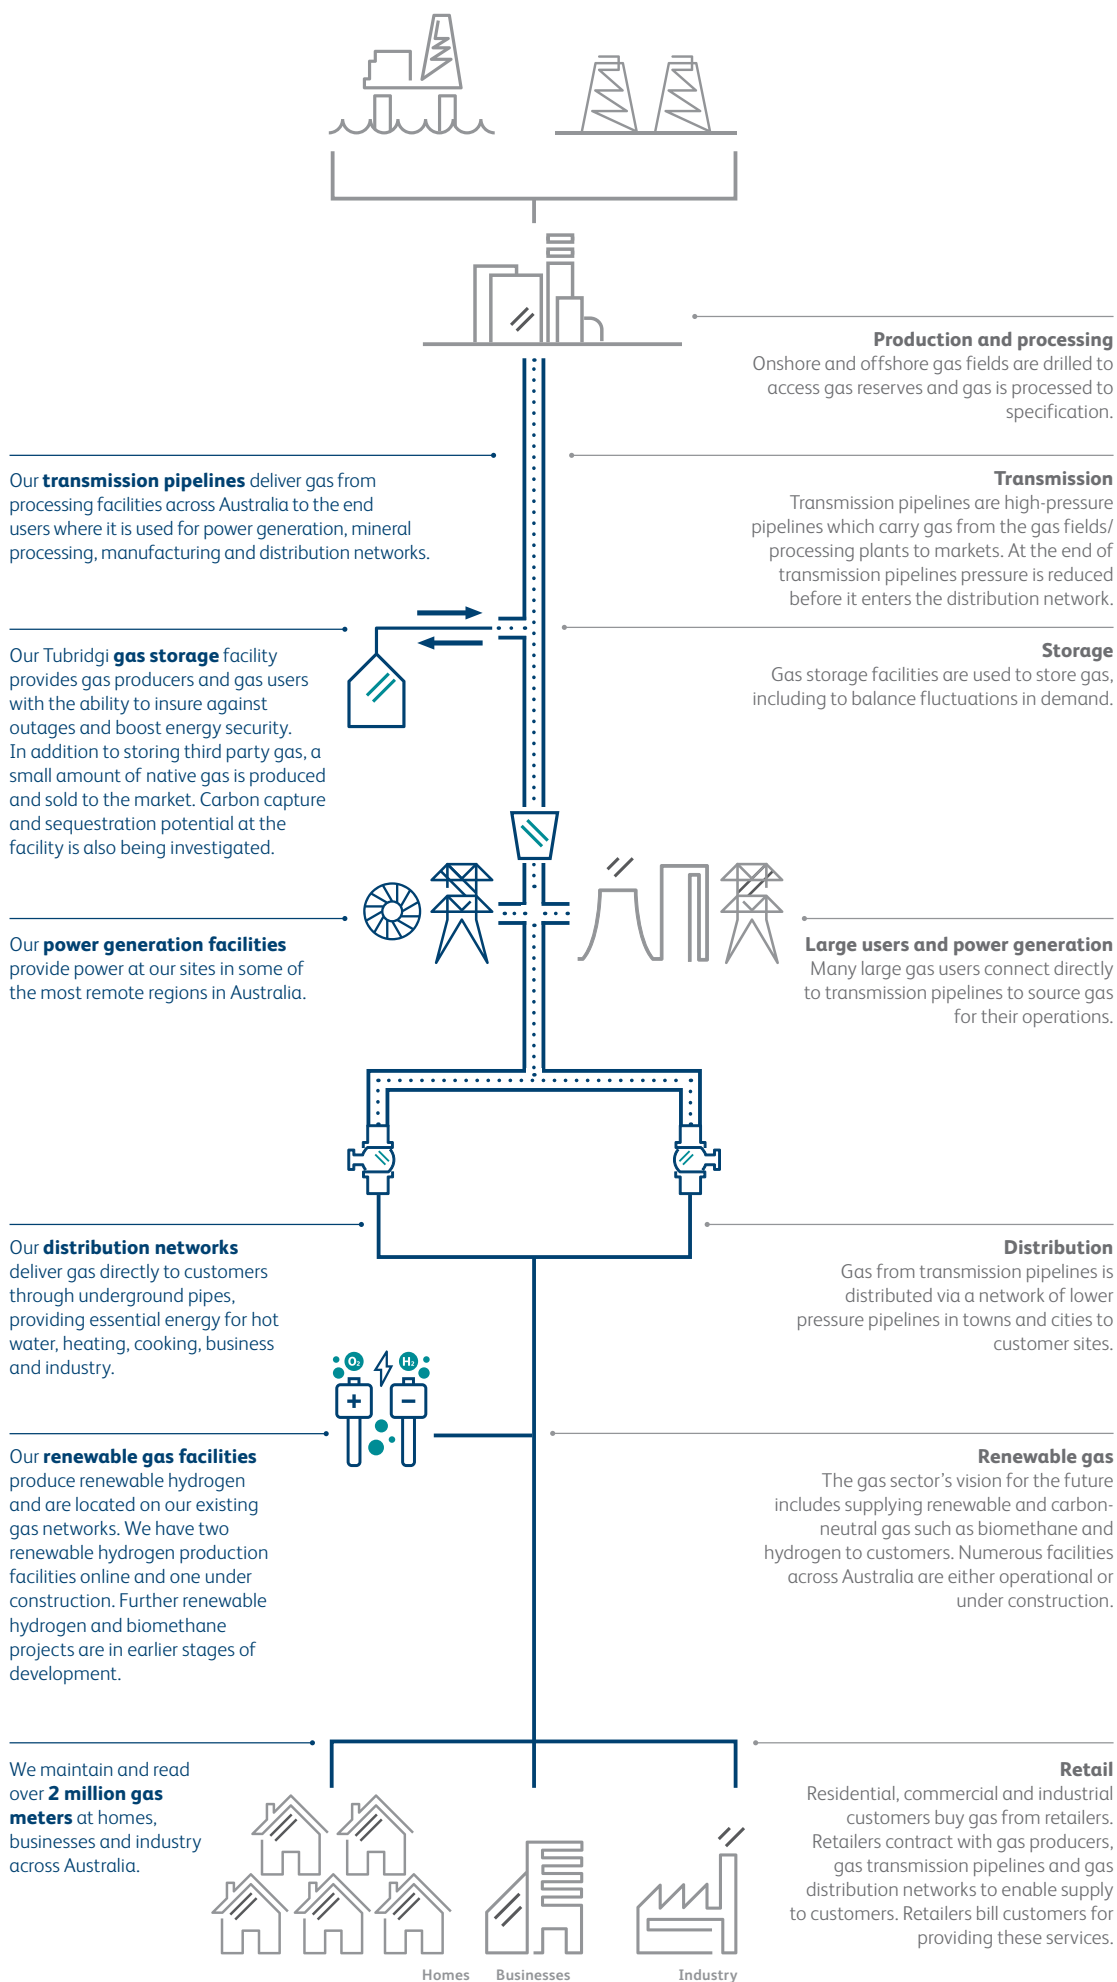 Production and processing
Onshore and offshore gas fields are drilled to
access gas reserves and gas is processed to
specification.
Our transmission pipelines deliver gas from
processing facilities across Australia to the end
users where it is used for power generation, mineral
processing, manufacturing and distribution networks.
Transmission
Transmission pipelines are high-pressure
pipelines which carry gas from the gas fields/
processing plants to markets. At the end of
transmission pipelines pressure is reduced
before it enters the distribution network.
Our Tubridgi gas storage facility
provides gas producers and gas users
with the ability to insure against
outages and boost energy security.
In addition to storing third party gas, a
small amount of native gas is produced
and sold to the market. Carbon capture
and sequestration potential at the
facility is also being investigated.
Storage
Gas storage facilities are used to store gas,
including to balance fluctuations in demand.
Our power generation facilities
provide power at our sites in some of
the most remote regions in Australia.
Large users and power generation
Many large gas users connect directly
to transmission pipelines to source gas
for their operations.
Our distribution networks
deliver gas directly to customers
through underground pipes,
providing essential energy for hot
water, heating, cooking, business
and industry.
Distribution
Gas from transmission pipelines is
distributed via a network of lower
pressure pipelines in towns and cities to
customer sites.
O₂ H₂
+ −
Our renewable gas facilities
produce renewable hydrogen
and are located on our existing
gas networks. We have two
renewable hydrogen production
facilities online and one under
construction. Further renewable
hydrogen and biomethane
projects are in earlier stages of
development.
Renewable gas
The gas sector’s vision for the future
includes supplying renewable and carbon-
neutral gas such as biomethane and
hydrogen to customers. Numerous facilities
across Australia are either operational or
under construction.
We maintain and read
over 2 million gas
meters at homes,
businesses and industry
across Australia.
Retail
Residential, commercial and industrial
customers buy gas from retailers.
Retailers contract with gas producers,
gas transmission pipelines and gas
distribution networks to enable supply
to customers. Retailers bill customers for
providing these services.
Homes Businesses Industry